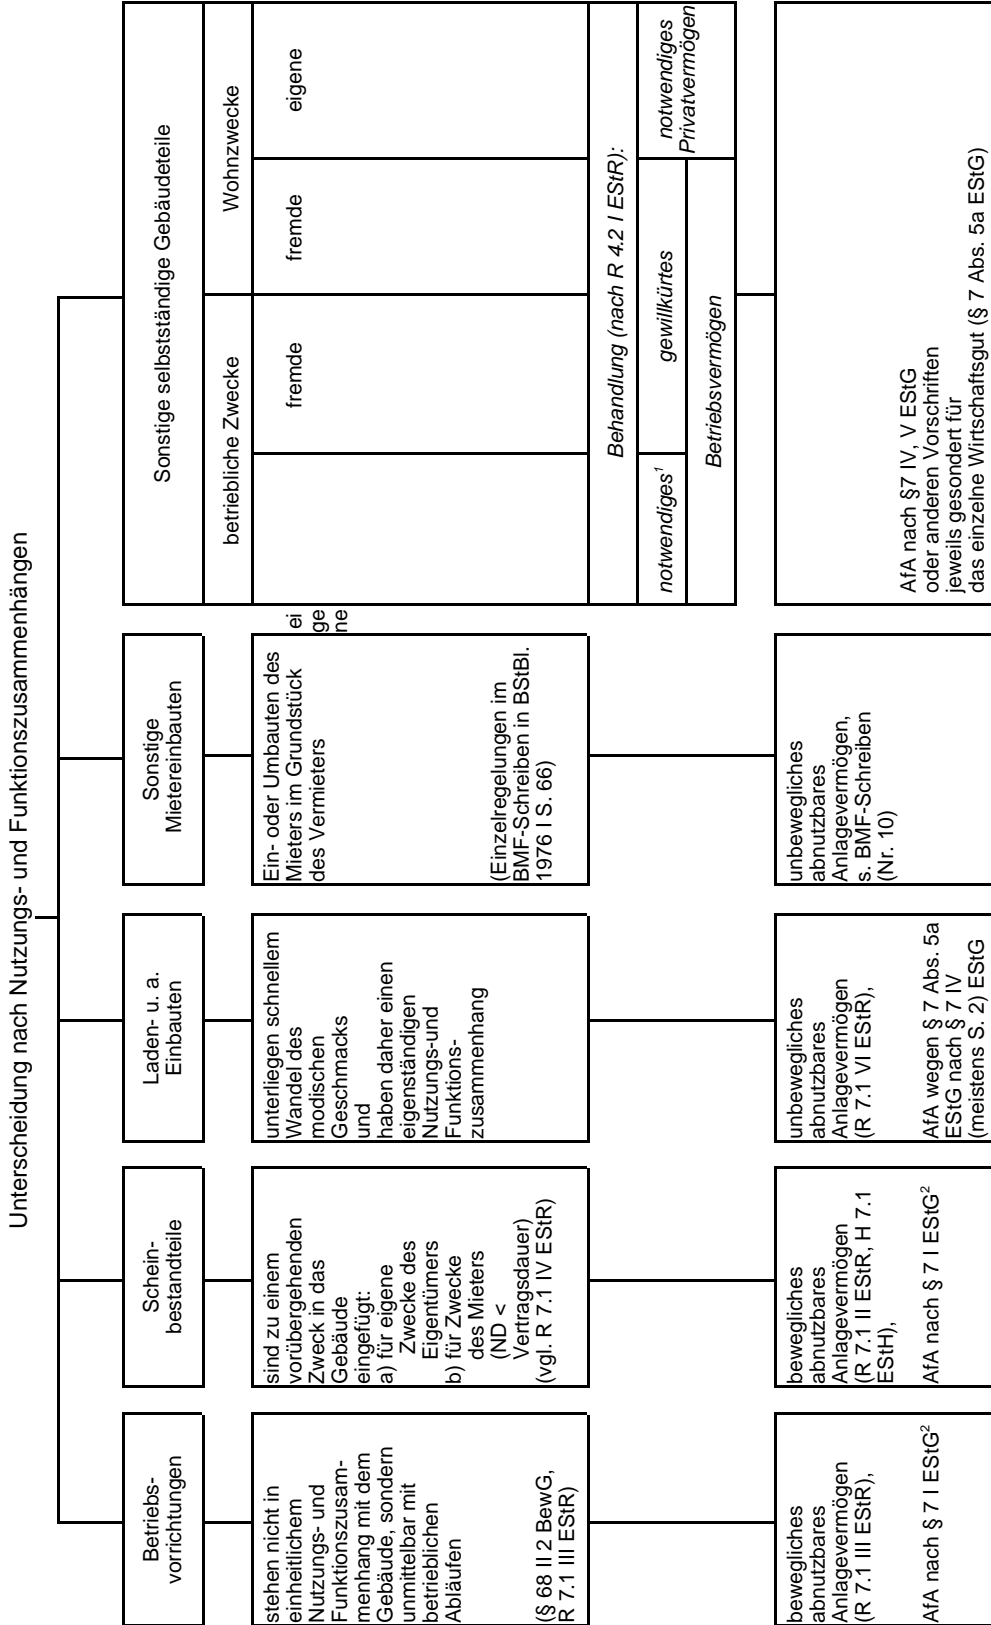 Unterscheidung nach Nutzungs- und Funktionszusammenhängen
Betriebs-
vorrichtungen
stehen nicht in
einheitlichem
Nutzungs- und
Funktionszusam-
menhang mit dem
Gebäude, sondern
unmittelbar mit
betrieblichen
Abläufen
(§ 68 II 2 BewG,
R 7.1 III EStR)
bewegliches
abnutzbares
Anlagevermögen
(R 7.1 III EStR),
AfA nach § 7 I EStG²
Schein-
bestandteile
sind zu einem
vorübergehenden
Zweck in das
Gebäude
eingefügt:
a) für eigene
Zwecke des
Eigentümers
b) für Zwecke
des Mieters
(ND <
Vertragsdauer)
(vgl. R 7.1 IV EStR)
bewegliches
abnutzbares
Anlagevermögen
(R 7.1 II EStR, H 7.1
EStH),
AfA nach § 7 I EStG²
Laden- u. a.
Einbauten
unterliegen schnellem
Wandel des
modischen
Geschmacks
und
haben daher einen
eigenständigen
Nutzungs-und
Funktions-
zusammenhang
unbewegliches
abnutzbares
Anlagevermögen
(R 7.1 VI EStR),
AfA wegen § 7 Abs. 5a
EStG nach § 7 IV
(meistens S. 2) EStG
Sonstige
Mietereinbauten
Ein- oder Umbauten des
Mieters im Grundstück
des Vermieters
(Einzelregelungen im
BMF-Schreiben in BStBl.
1976 I S. 66)
unbewegliches
abnutzbares
Anlagevermögen,
s. BMF-Schreiben
(Nr. 10)
Sonstige selbstständige Gebäudeteile
betriebliche Zwecke
Wohnzwecke
ei
ge
ne
fremde
fremde
eigene
Behandlung (nach R 4.2 I EStR):
notwendiges¹
gewillkürtes
notwendiges
Privatvermögen
Betriebsvermögen
AfA nach §7 IV, V EStG
oder anderen Vorschriften
jeweils gesondert für
das einzelne Wirtschaftsgut (§ 7 Abs. 5a EStG)